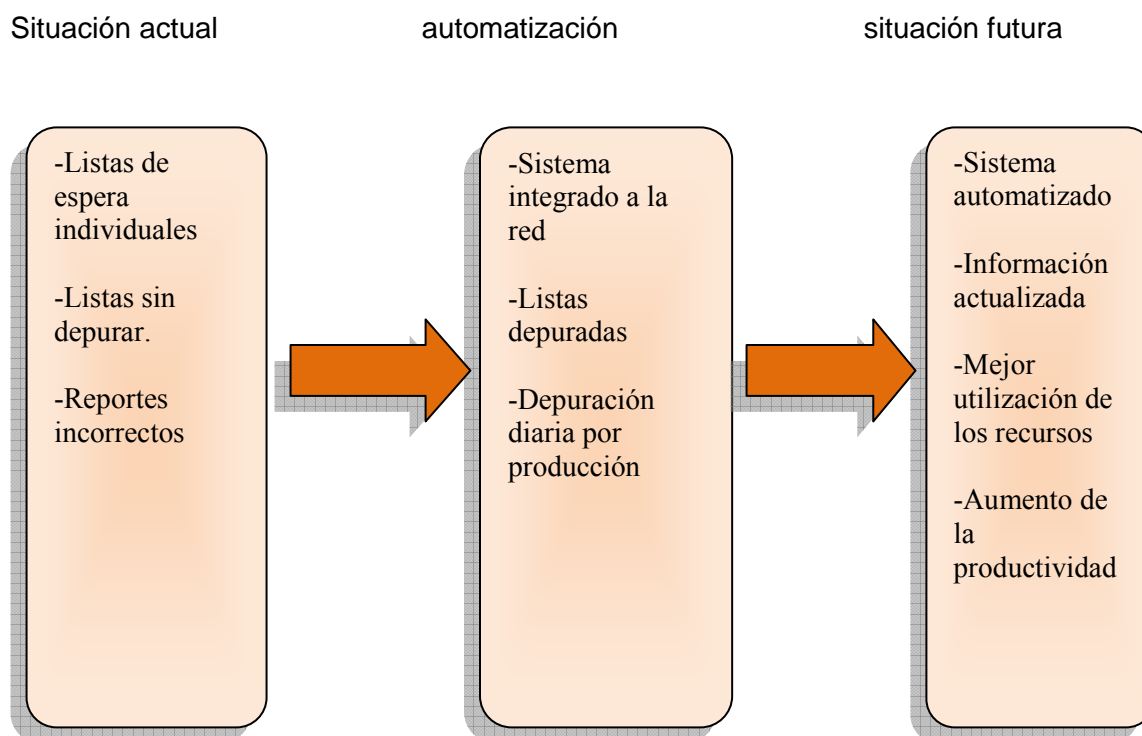 Situación actual
automatización
situación futura
-Listas de
espera
individuales
-Listas sin
depurar.
-Reportes
incorrectos
-Sistema
integrado a la
red
-Listas
depuradas
-Depuración
diaria por
producción
-Sistema
automatizado
-Información
actualizada
-Mejor
utilización de
los recursos
-Aumento de
la
productividad